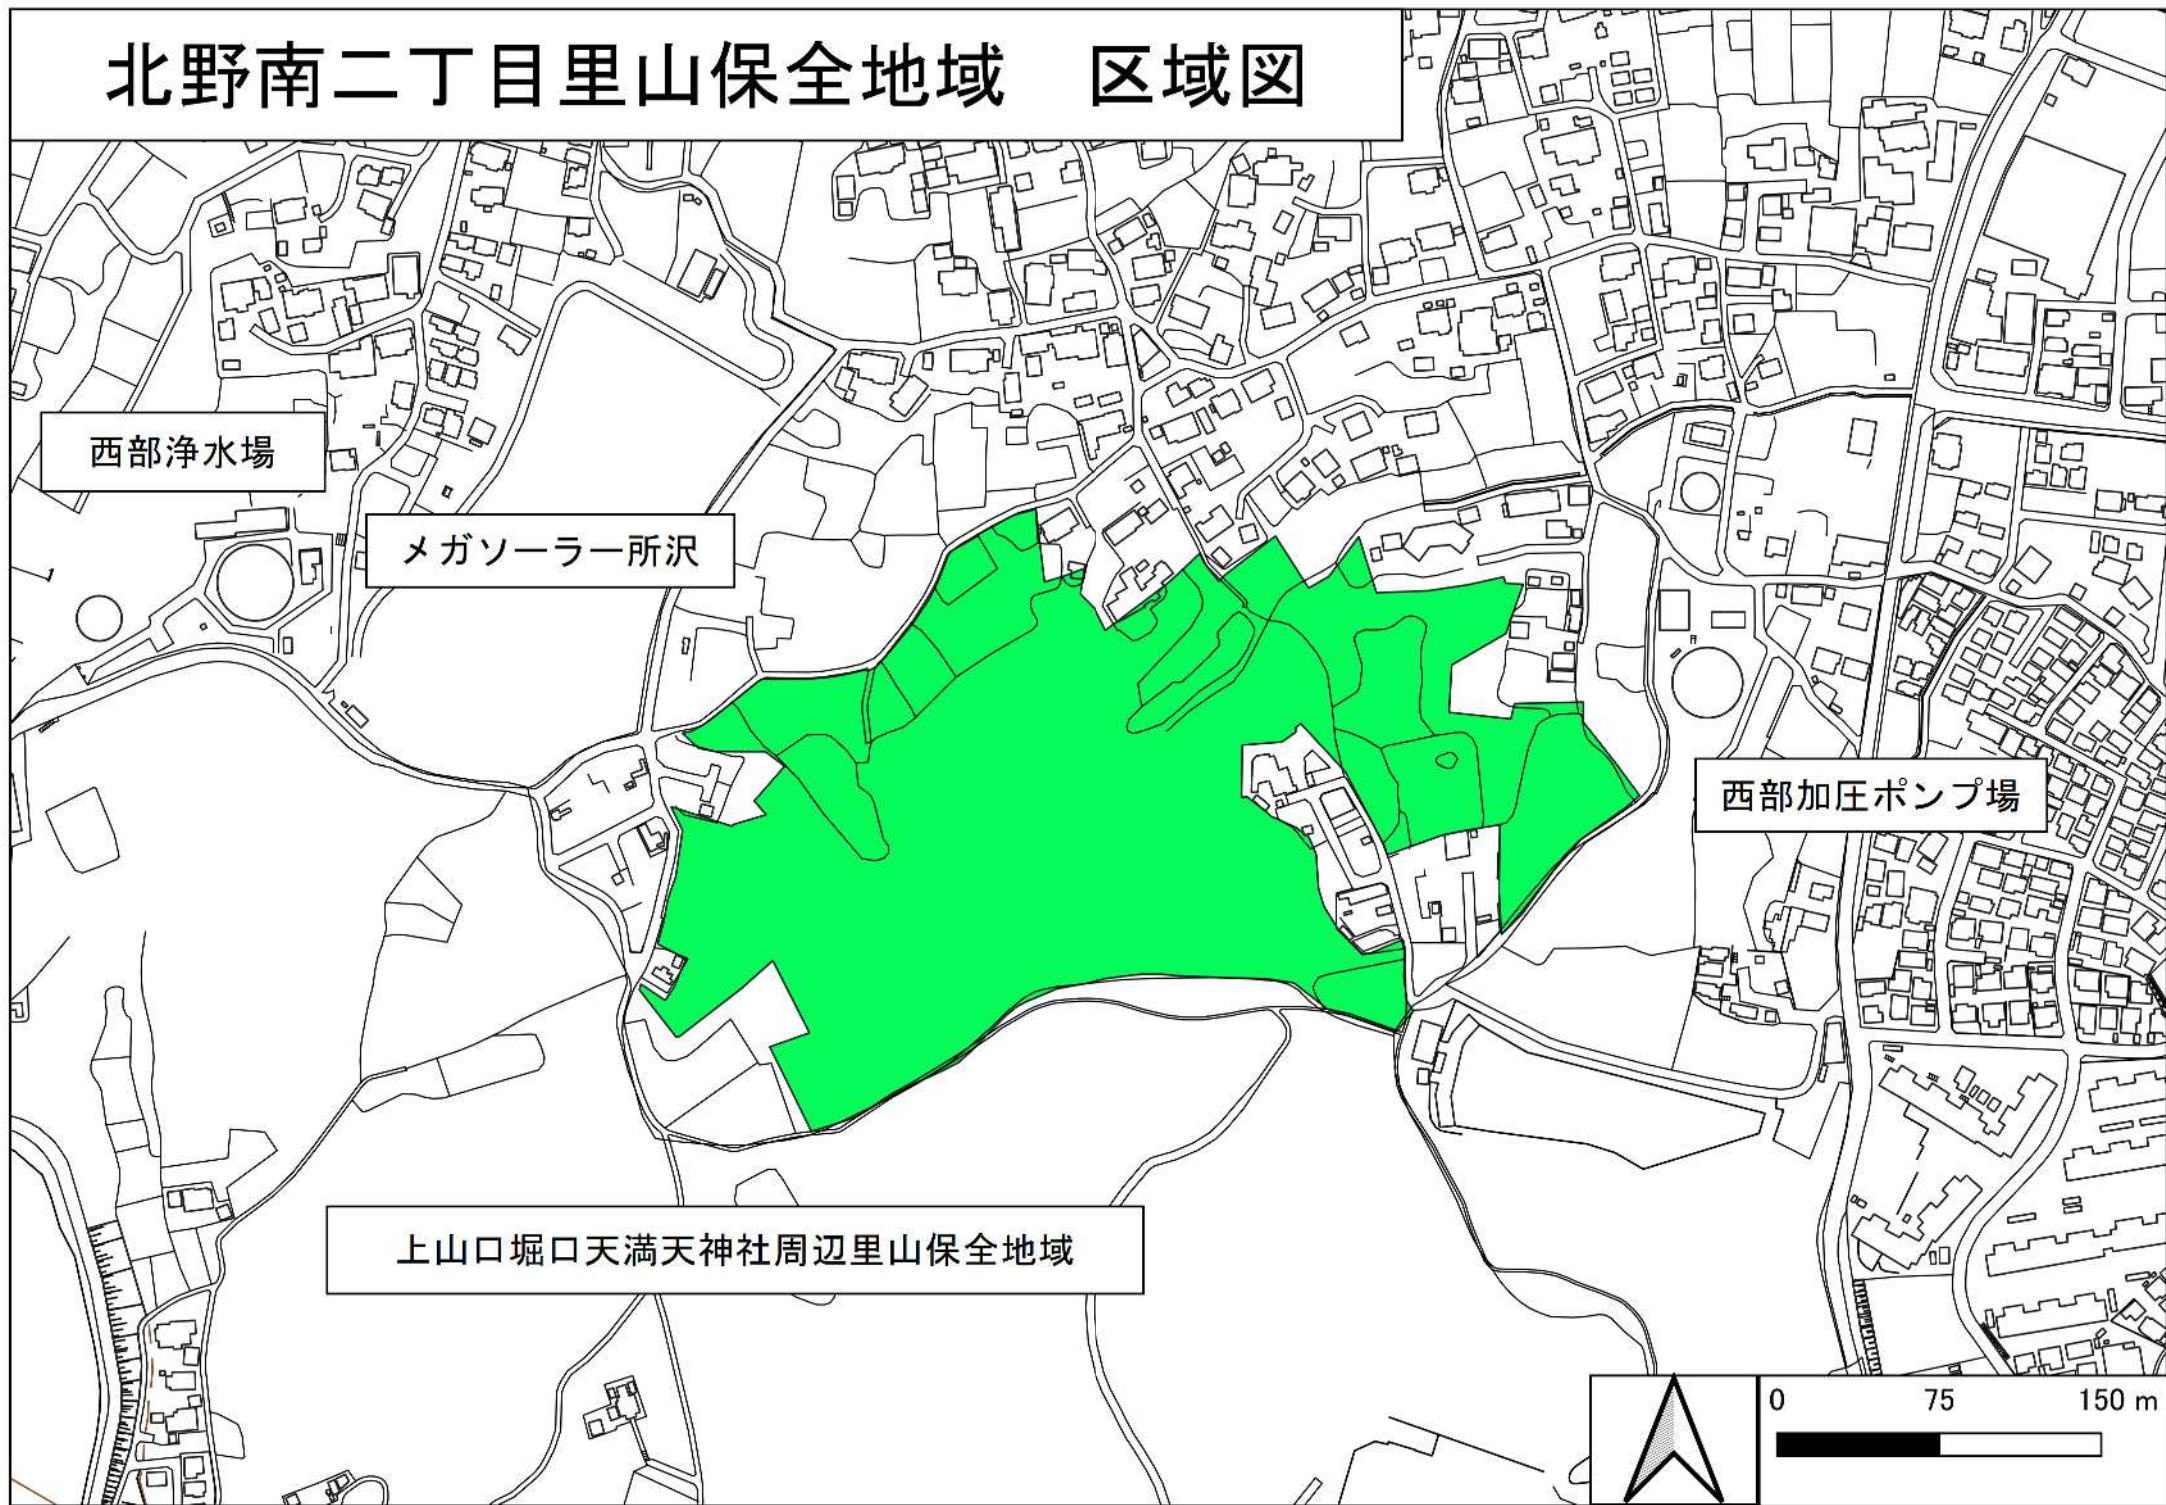 北野南二丁目里山保全地域　区域図
西部浄水場
メガソーラー所沢
西部加圧ポンプ場
上山口堀口天満天神社周辺里山保全地域
0 75 150 m